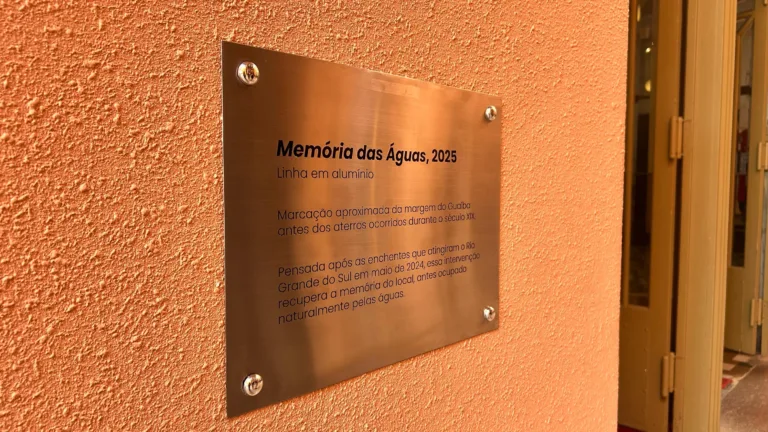 Memória das Águas, 2025
Linha em alumínio
Marcação aproximada da margem do Guaíba
antes dos aterros ocorridos durante o século XIX.
Pensada após as enchentes que atingiram o Rio
Grande do Sul em maio de 2024, essa intervenção
recupera a memória do local, antes ocupado
naturalmente pelas águas.